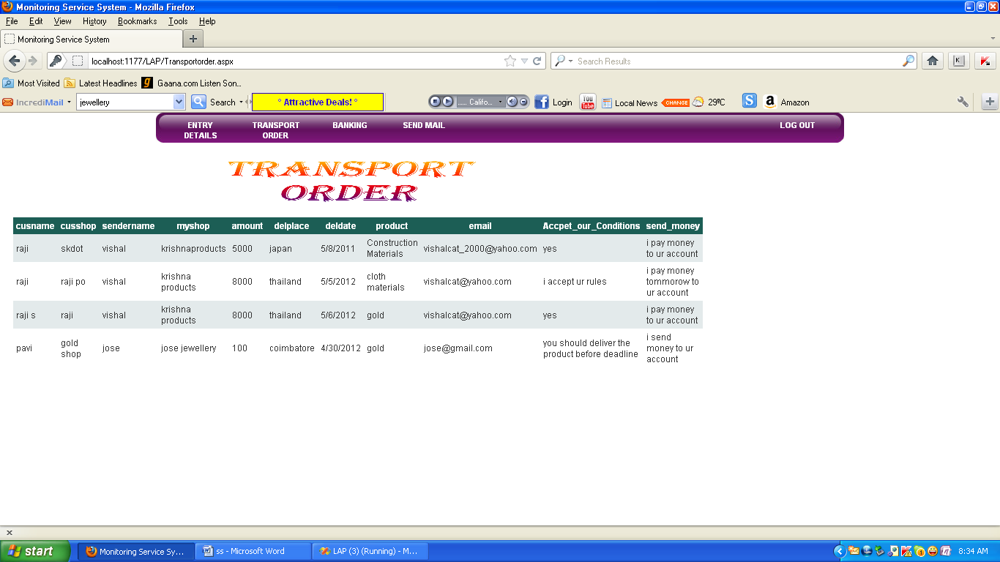 Monitoring Service System - Mozilla Firefox
File Edit View History Bookmarks Tools Help
Monitoring Service System
localhost:1177/LAP/Transportorder.aspx
Search Results
Most Visited Latest Headlines Gaana.com Listen Son...
IncrediMail jewellery Search ° Attractive Deals! ° ...... Califo... Login You Tube Local News CHANGE 29ºC S a Amazon
ENTRY DETAILS TRANSPORT ORDER BANKING SEND MAIL LOG OUT
TRANSPORT
ORDER
cusname cusshop sendername myshop amount delplace deldate product email Accpet_our_Conditions send_money
raji skdot vishal krishnaproducts 5000 japan 5/8/2011 Construction Materials vishalcat_2000@yahoo.com yes i pay money to ur account
raji raji po vishal krishna products 8000 thailand 5/5/2012 cloth materials vishalcat@yahoo.com i accept ur rules i pay money tommorow to ur account
raji s raji vishal krishna products 8000 thailand 5/6/2012 gold vishalcat@yahoo.com yes i pay money to ur account
pavi gold shop jose jose jewellery 100 coimbatore 4/30/2012 gold jose@gmail.com you should deliver the product before deadline i send money to ur account
start Monitoring Service Sy... ss - Microsoft Word LAP (3) (Running) - M... 8:34 AM